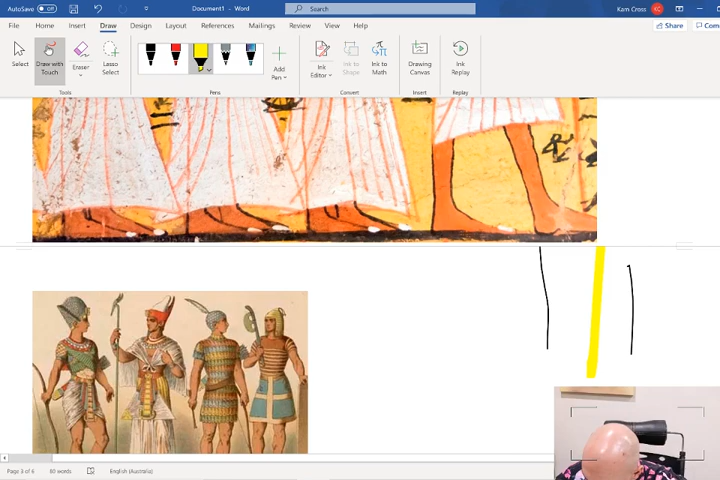 AutoSave Off Document1 - Word Search Kam Cross KC
File Home Insert Draw Design Layout References Mailings Review View Help Share Com
Select Draw with Touch Eraser Lasso Select Add Pen Ink Editor Ink to Shape Ink to Math Drawing Canvas Ink Replay
Tools Pens Convert Insert Replay
Page 3 of 6 80 words English (Australia)